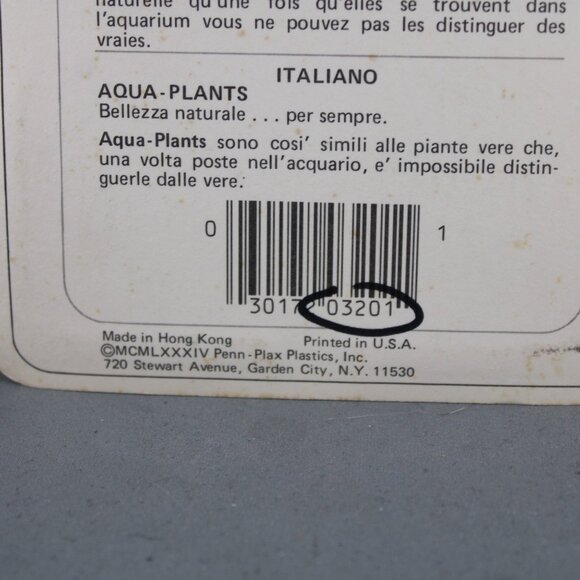 naturelle qu'une fois qu'elles se trouvent dans
l'aquarium vous ne pouvez pas les distinguer des
vraies.
ITALIANO
AQUA-PLANTS
Bellezza naturale . . . per sempre.
Aqua-Plants sono cosi' simili alle piante vere che,
una volta poste nell'acquario, e' impossibile distin-
guerle dalle vere.
0 30172 03201 1
Made in Hong Kong Printed in U.S.A.
©MCMLXXXIV Penn-Plax Plastics, Inc.
720 Stewart Avenue, Garden City, N.Y. 11530